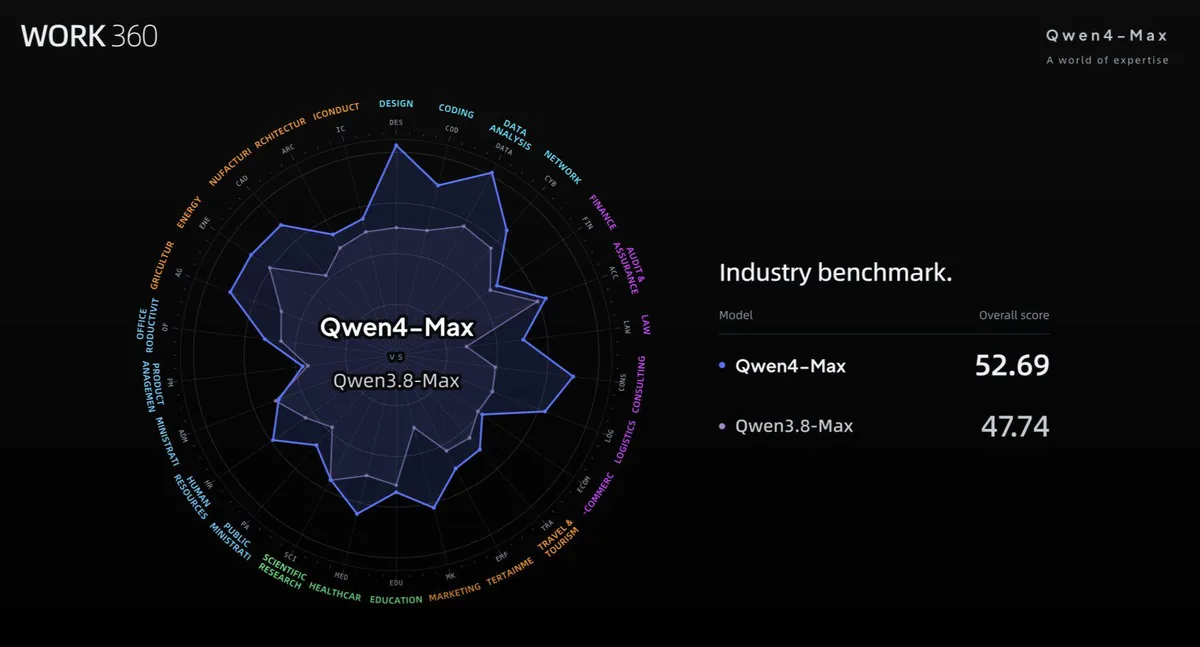 WORK 360
Qwen4-Max
A world of expertise
DESIGN
CODING
DATA
ANALYSIS
NETWORK
FINANCE
AUDIT &
ASSURANCE
LAW
CONSULTING
LOGISTICS
-COMMERC
TRAVEL &
TOURISM
TERTAINME
MARKETING
EDUCATION
HEALTHCAR
SCIENTIFIC
RESEARCH
PUBLIC
MINISTRATI
HUMAN
RESOURCES
MINISTRATI
PRODUCT
ANAGEMEN
OFFICE
RODUCTIVIT
GRICULTUR
ENERGY
NUFACTURI
RCHITECTUR
ICONDUCT
DES
COD
DATA
CYB
FIN
ACC
LAW
CONS
LOG
ECOM
TRA
EMF
MK
EDU
MED
SCI
PA
HR
ADM
PM
OF
AG
ENE
CAD
ARC
IC
Qwen4-Max
VS
Qwen3.8-Max
Industry benchmark.
Model Overall score
Qwen4-Max 52.69
Qwen3.8-Max 47.74